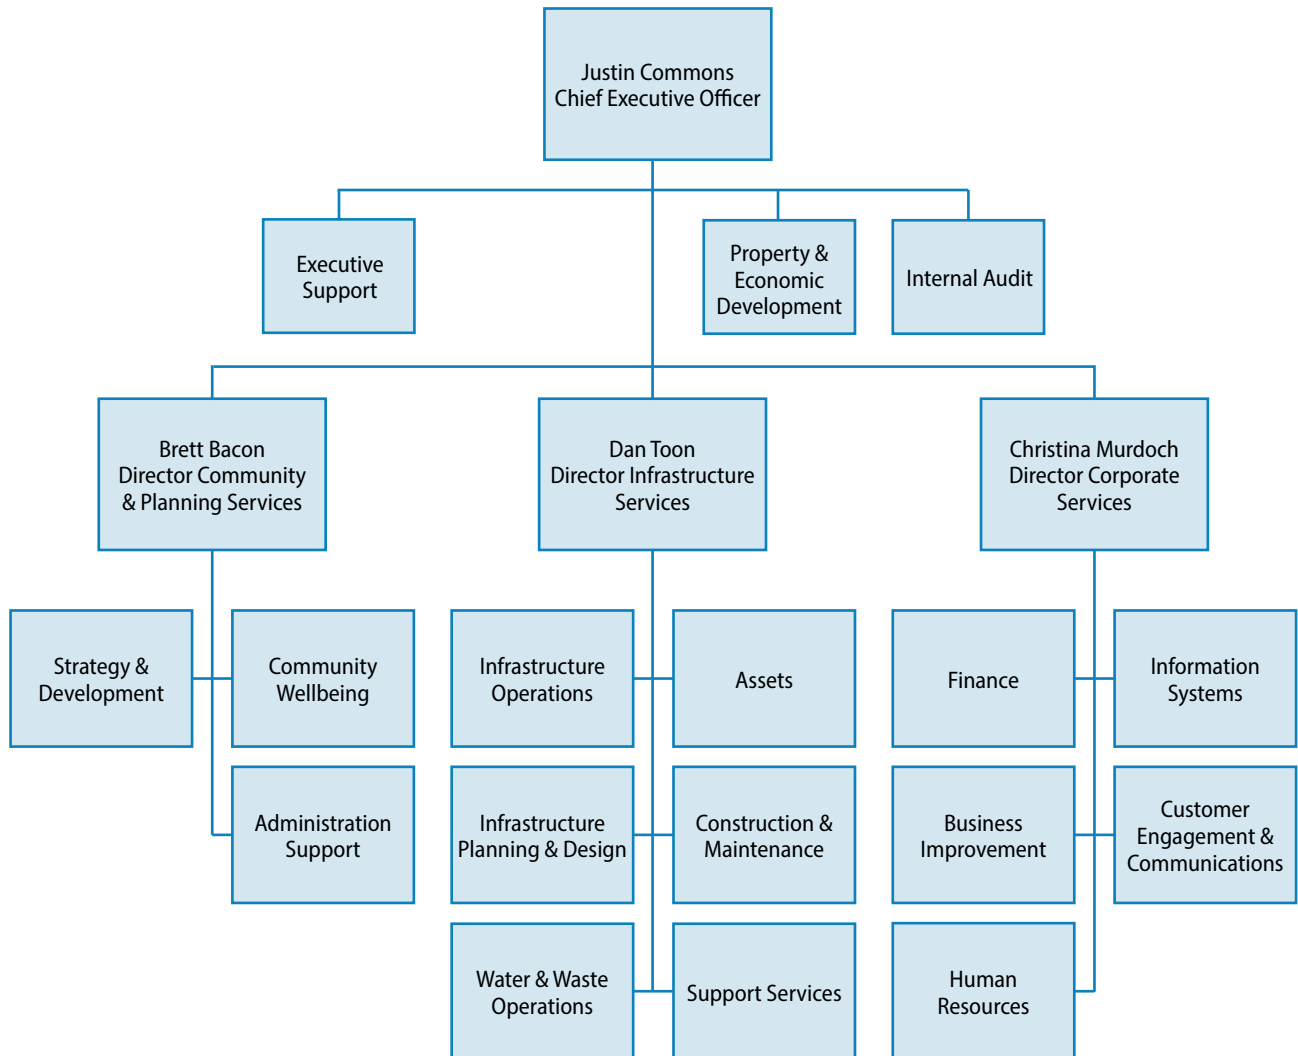 Justin Commons
Chief Executive Officer
Executive
Support
Property &
Economic
Development
Internal Audit
Brett Bacon
Director Community
& Planning Services
Dan Toon
Director Infrastructure
Services
Christina Murdoch
Director Corporate
Services
Strategy &
Development
Community
Wellbeing
Infrastructure
Operations
Assets
Finance
Information
Systems
Administration
Support
Infrastructure
Planning & Design
Construction &
Maintenance
Business
Improvement
Customer
Engagement &
Communications
Water & Waste
Operations
Support Services
Human
Resources